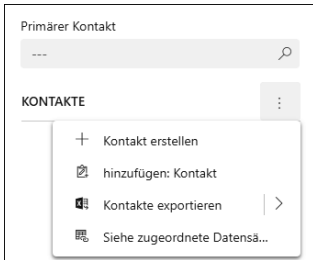 Primärer Kontakt
---
KONTAKTE
Kontakt erstellen
hinzufügen: Kontakt
Kontakte exportieren
Siehe zugeordnete Datensä...